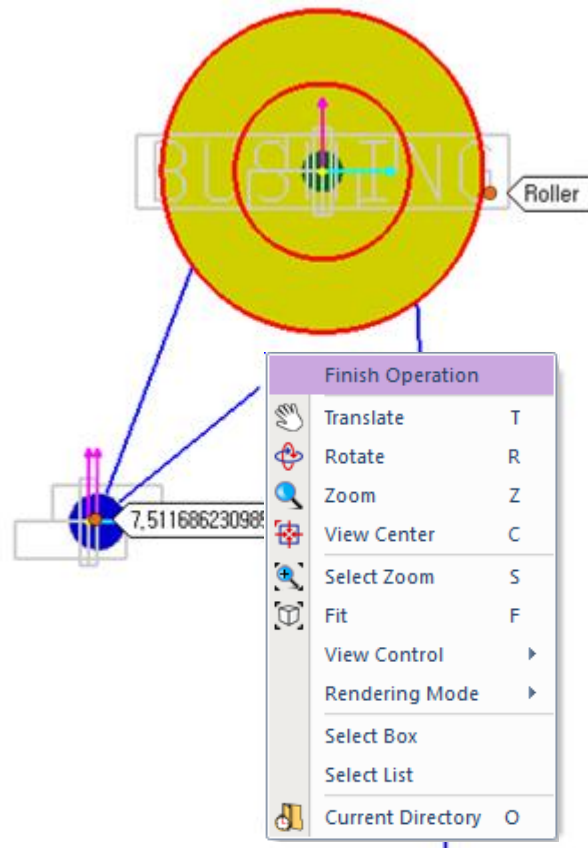 BUSHING
Roller
Finish Operation
Translate T
Rotate R
Zoom Z
View Center C
7,511686230985
Select Zoom S
Fit F
View Control
Rendering Mode
Select Box
Select List
Current Directory O